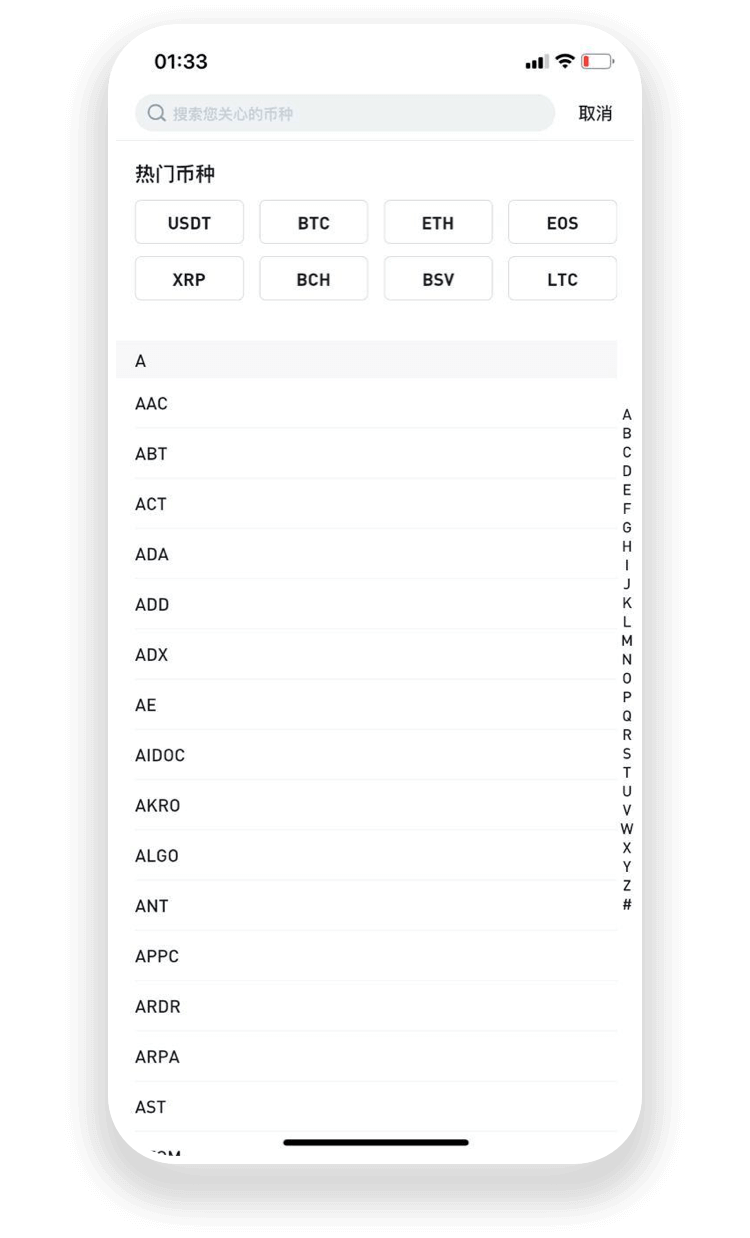 01:33
搜索您关心的币种 取消
热门币种
USDT BTC ETH EOS
XRP BCH BSV LTC
A
AAC
ABT
ACT
ADA
ADD
ADX
AE
AIDOC
AKRO
ALGO
ANT
APPC
ARDR
ARPA
AST
A
B
C
D
E
F
G
H
I
J
K
L
M
N
O
P
Q
R
S
T
U
V
W
X
Y
Z
#